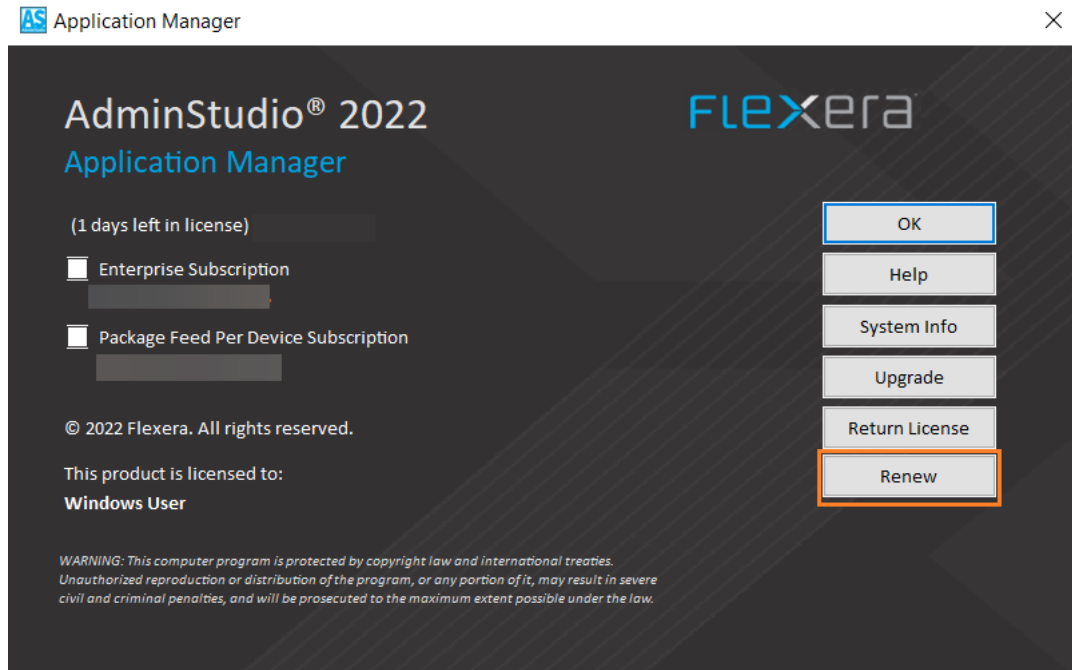 AS Application Manager
AdminStudio® 2022
FLEXERA
Application Manager
(1 days left in license)
OK
Enterprise Subscription
Help
Package Feed Per Device Subscription
System Info
Upgrade
© 2022 Flexera. All rights reserved.
Return License
This product is licensed to:
Renew
Windows User
WARNING: This computer program is protected by copyright law and international treaties.
Unauthorized reproduction or distribution of the program, or any portion of it, may result in severe
civil and criminal penalties, and will be prosecuted to the maximum extent possible under the law.